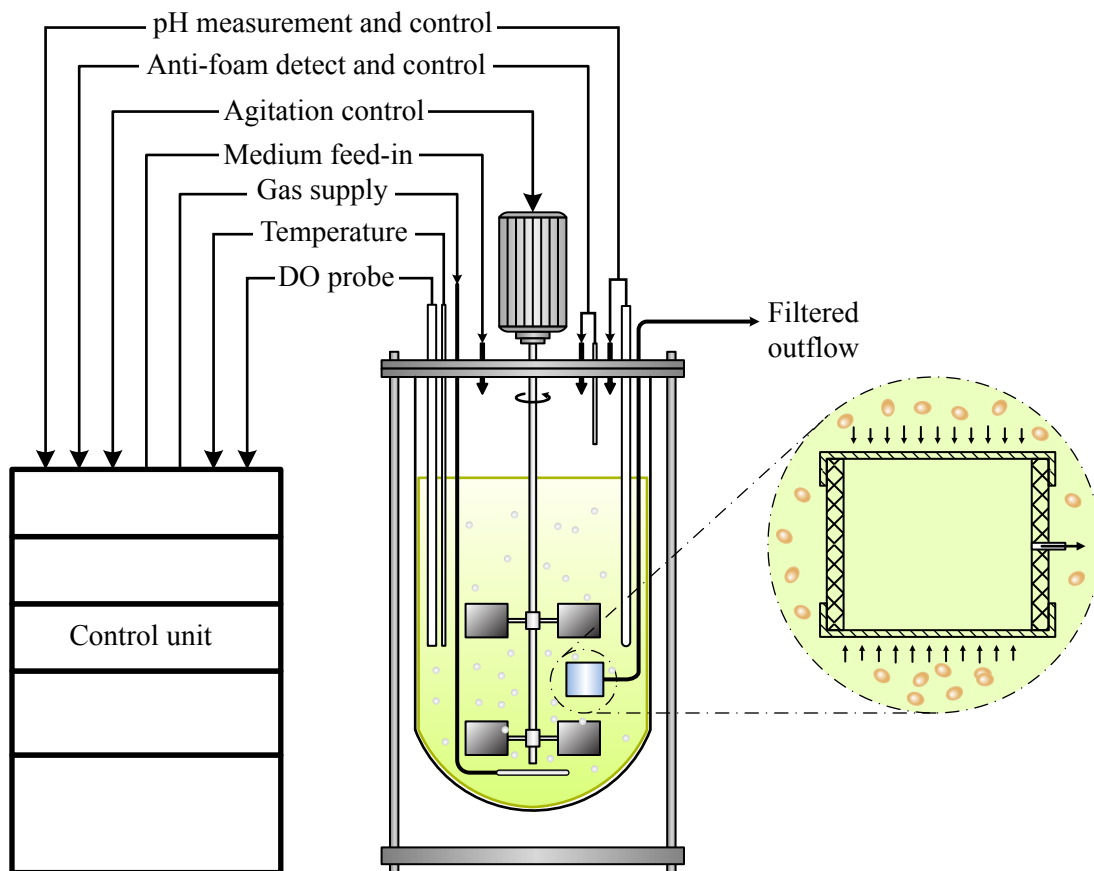 pH measurement and control
Anti-foam detect and control
Agitation control
Medium feed-in
Gas supply
Temperature
DO probe
Filtered
outflow
Control unit